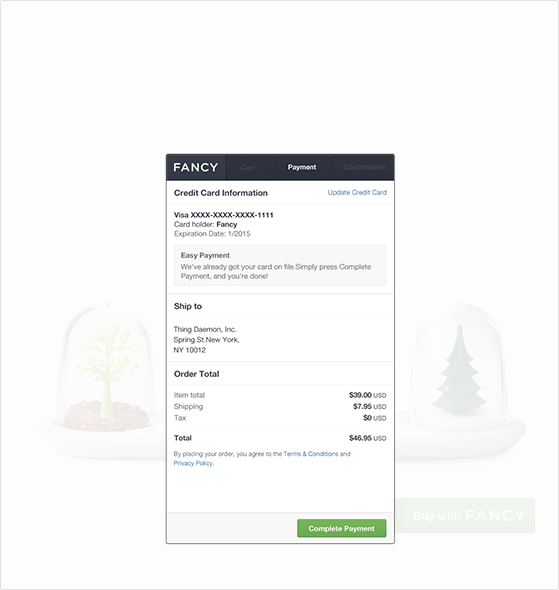 FANCY Cart Payment Confirmation
Credit Card Information Update Credit Card
Visa XXXX-XXXX-XXXX-1111
Card holder: Fancy
Expiration Date: 1/2015
Easy Payment
We've already got your card on file.Simply press Complete
Payment, and you're done!
Ship to
Thing Daemon, Inc.
Spring St.New York,
NY 10012
Order Total
Item total $39.00 USD
Shipping $7.95 USD
Tax $0 USD
Total $46.95 USD
By placing your order, you agree to the Terms & Conditions and
Privacy Policy.
Buy with FANCY
Complete Payment